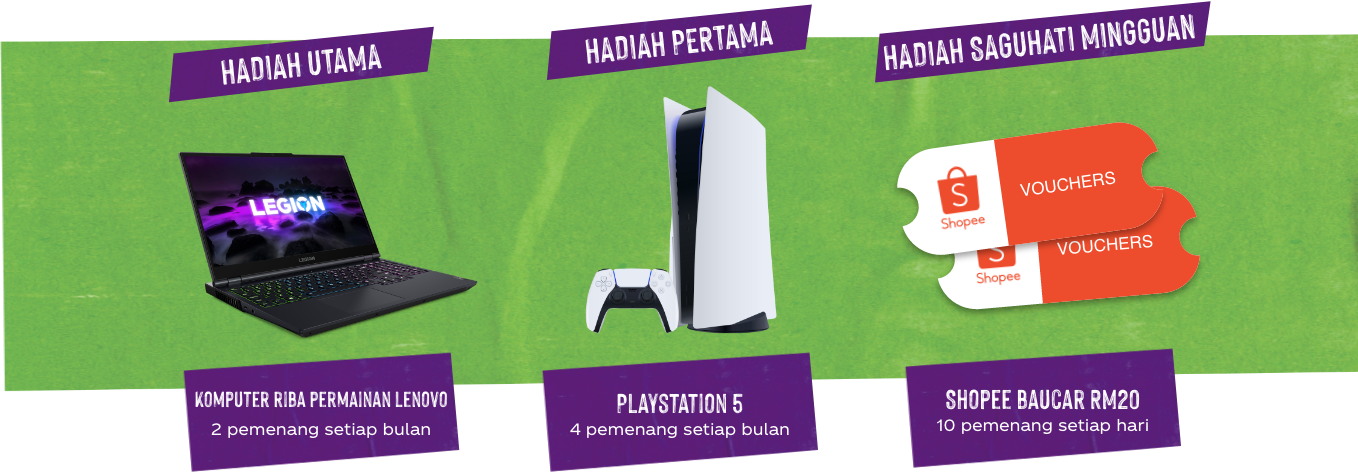 HADIAH UTAMA
HADIAH PERTAMA
HADIAH SAGUHATI MINGGUAN
LEGION
LEGION
S
Shopee
VOUCHERS
S
Shopee
VOUCHERS
KOMPUTER RIBA PERMAINAN LENOVO
2 pemenang setiap bulan
PLAYSTATION 5
4 pemenang setiap bulan
SHOPEE BAUCAR RM20
10 pemenang setiap hari